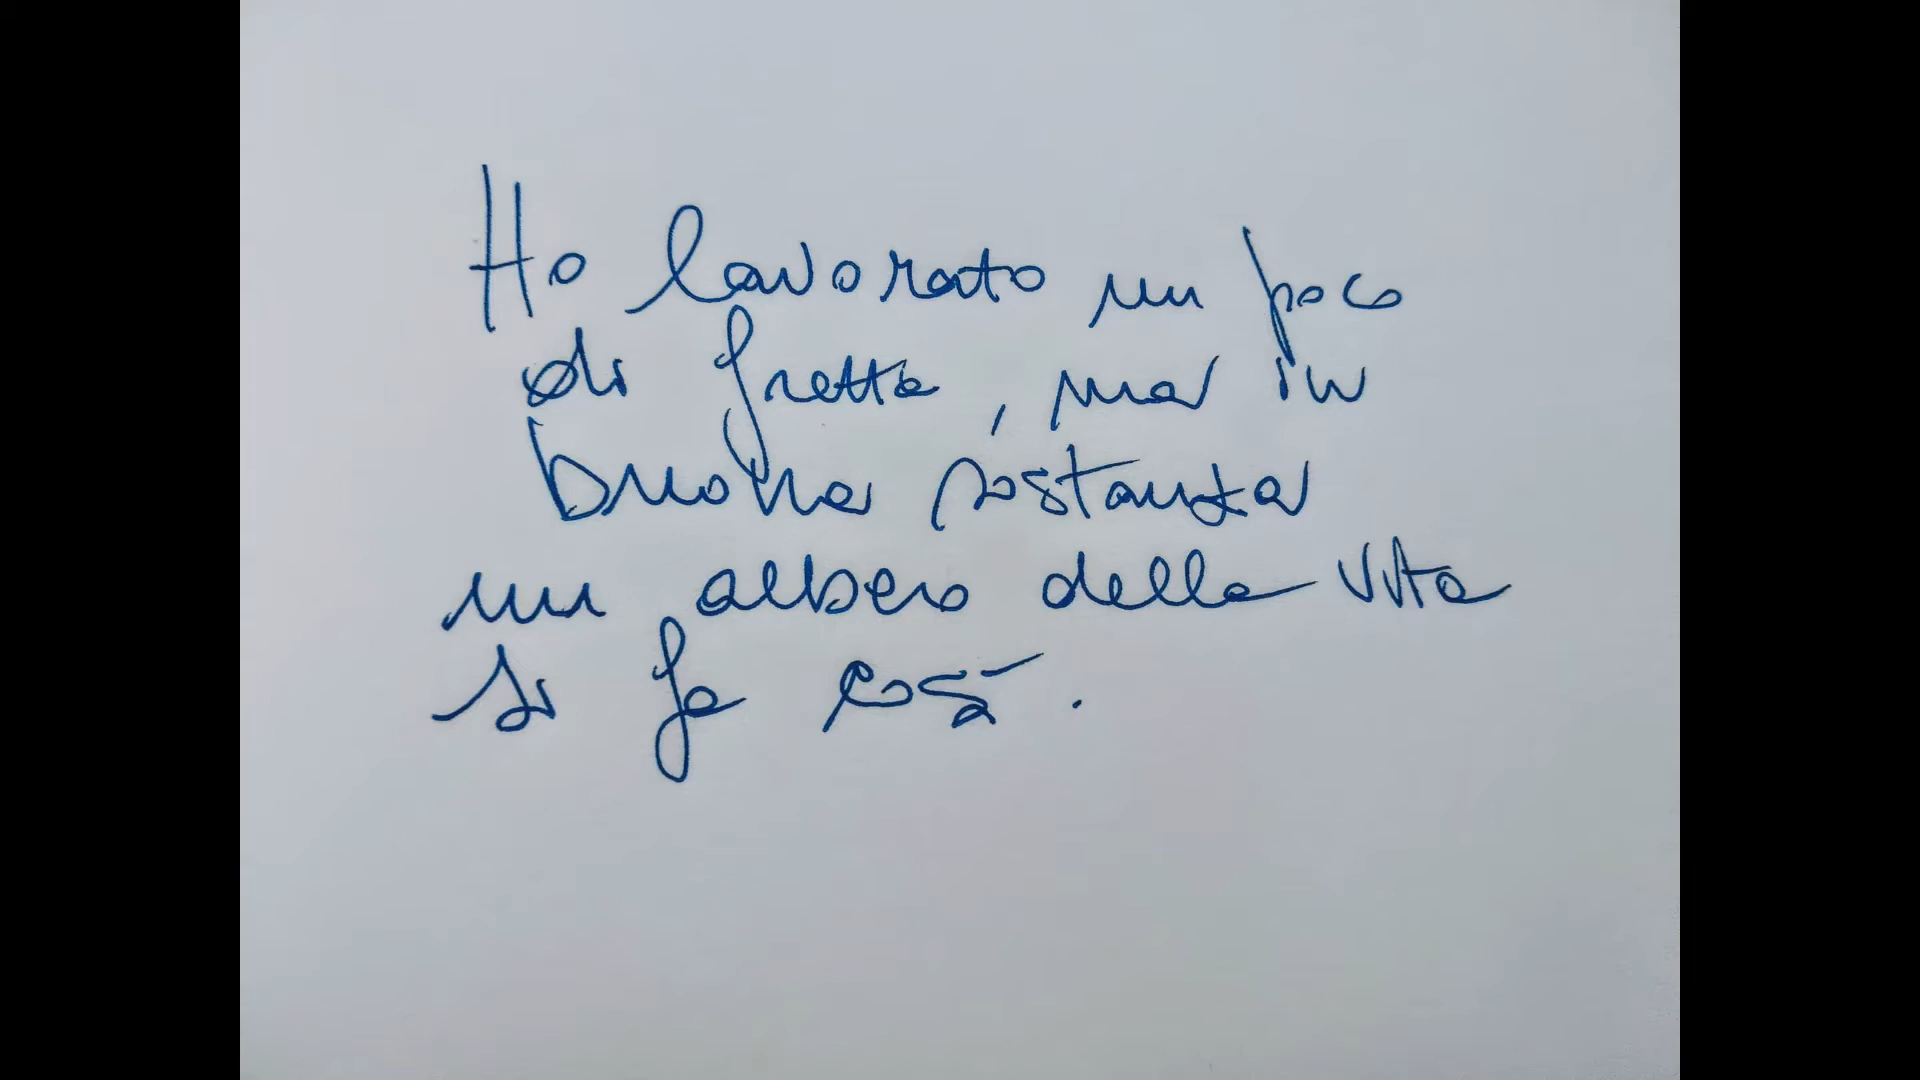 Ho lavorato un poco
di fretta, ma in
buona sostanza
un albero della vita
si fa così.